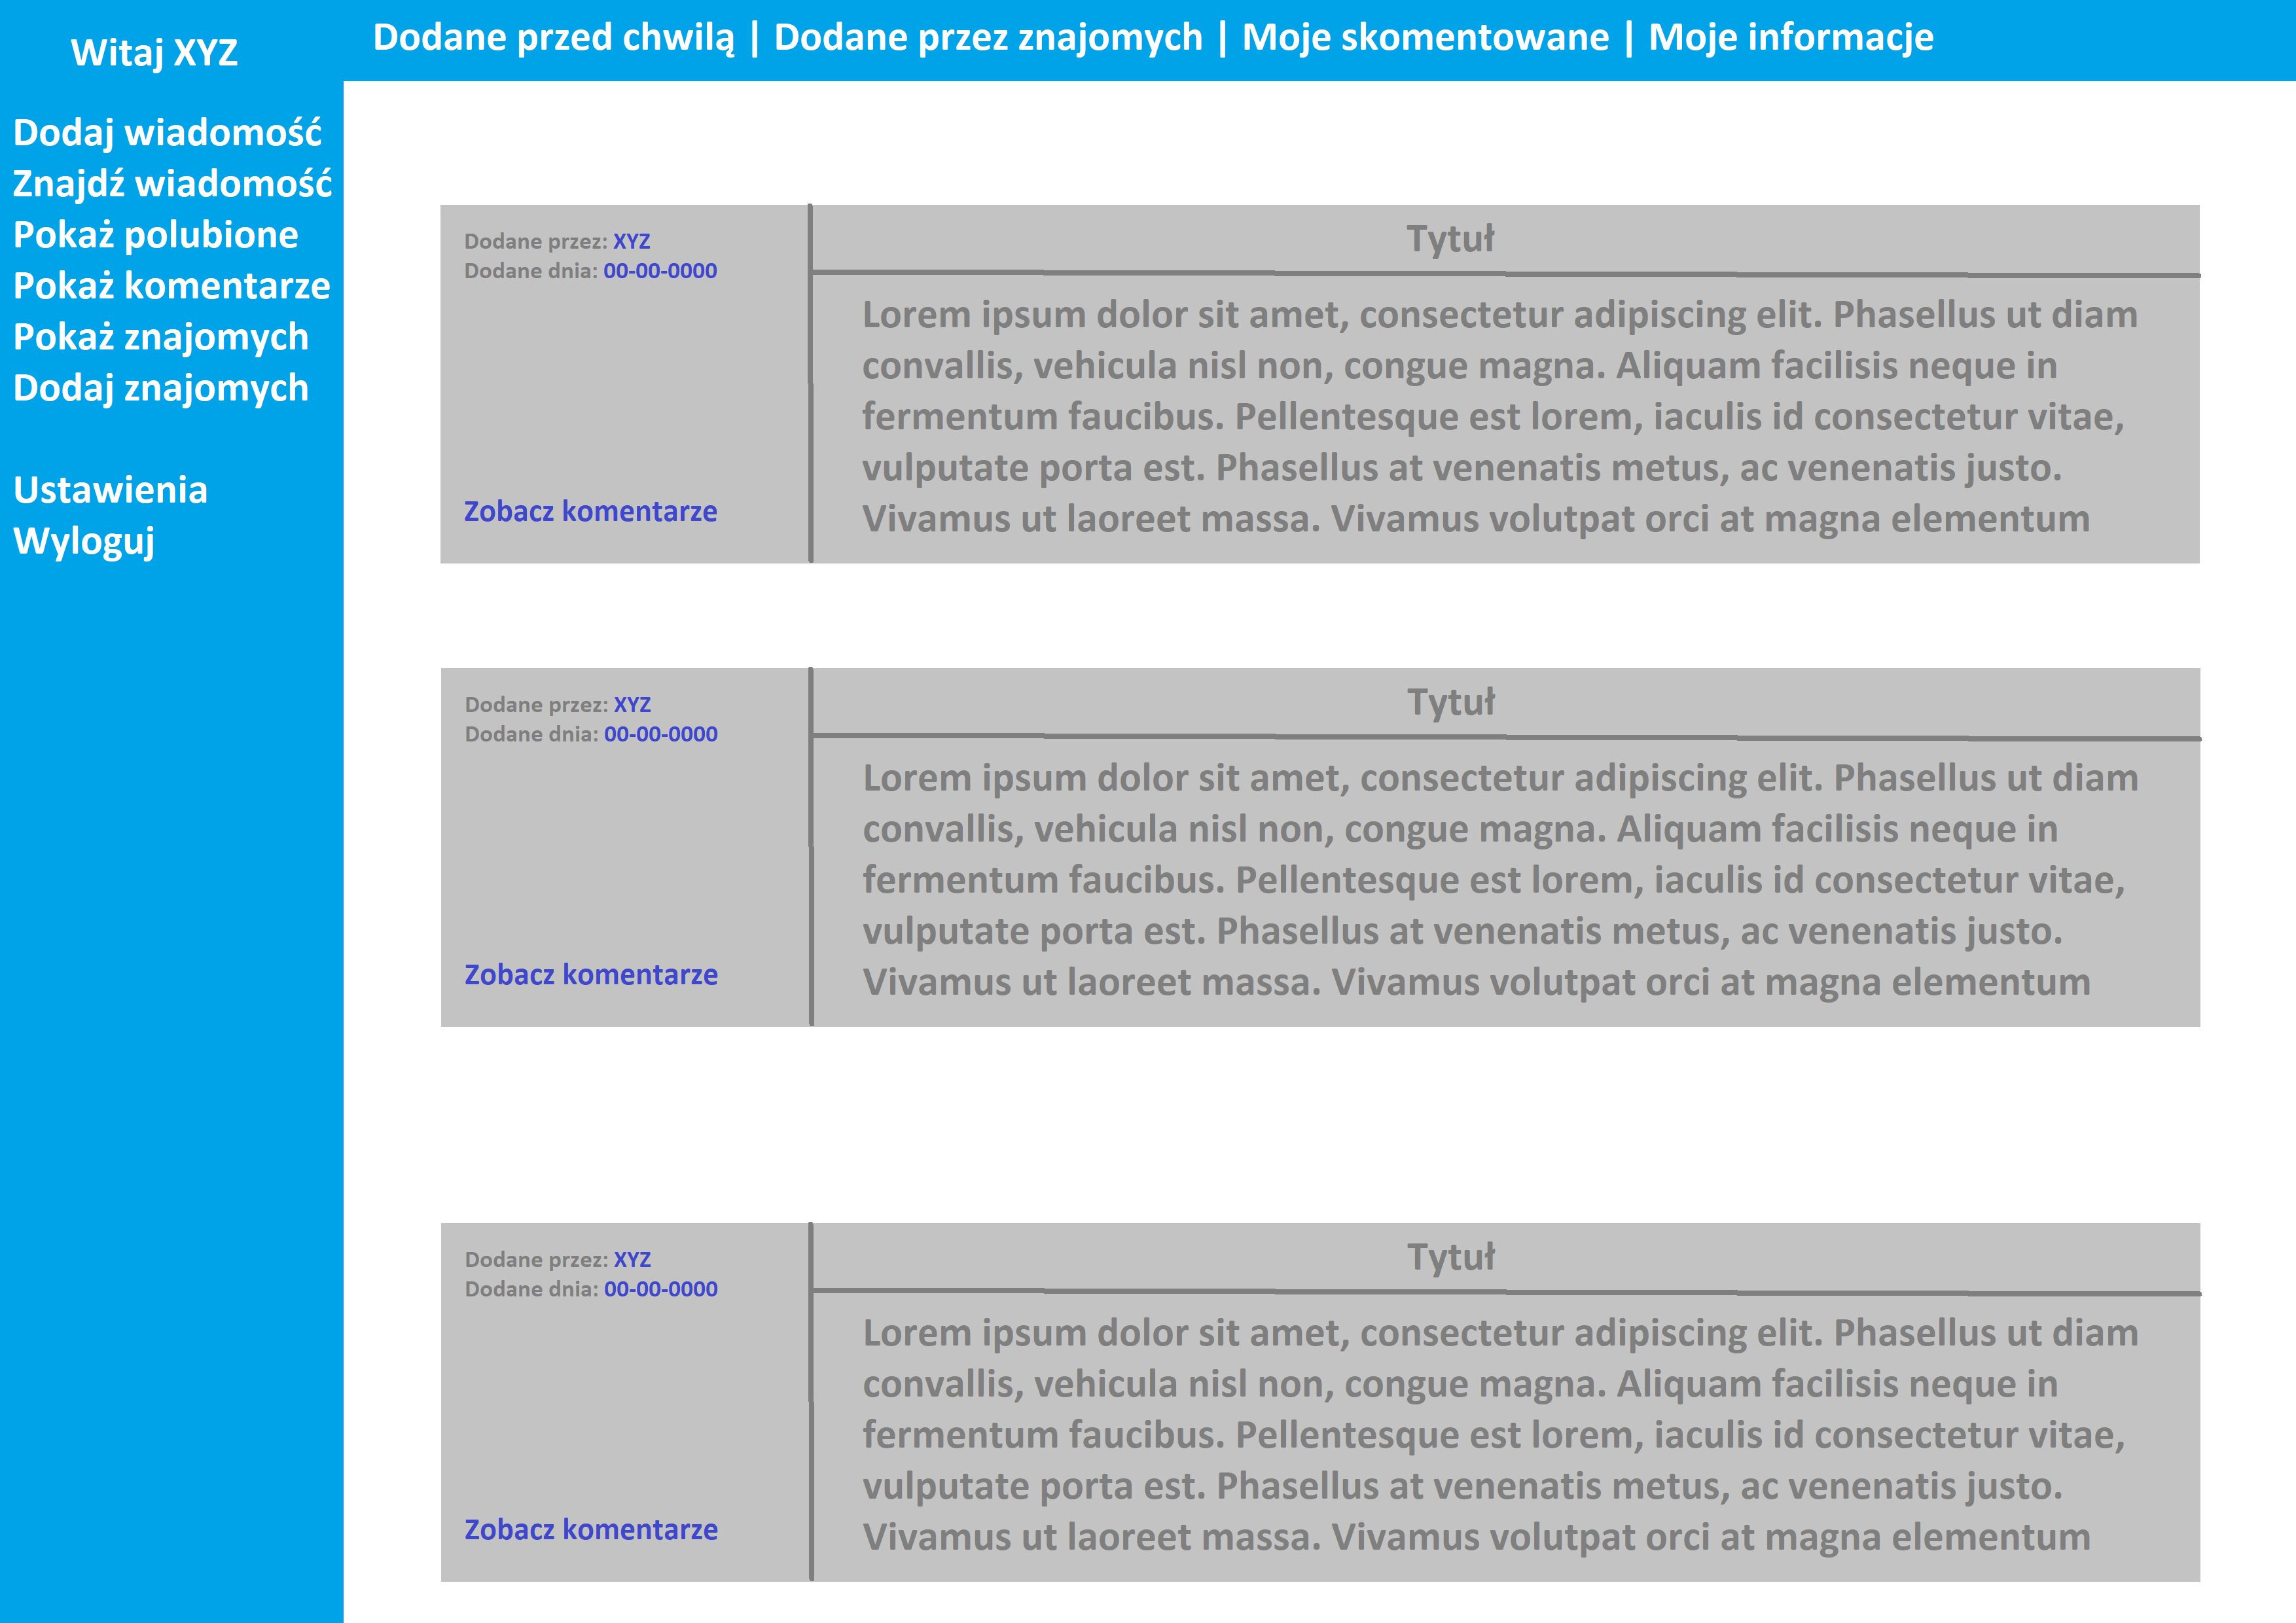 Witaj XYZ
Dodaj wiadomość
Znajdź wiadomość
Pokaż polubione
Pokaż komentarze
Pokaż znajomych
Dodaj znajomych
Ustawienia
Wyloguj
Dodane przed chwilą | Dodane przez znajomych | Moje skomentowane | Moje informacje
Dodane przez: XYZ
Dodane dnia: 00-00-0000
Zobacz komentarze
Tytuł
Lorem ipsum dolor sit amet, consectetur adipiscing elit. Phasellus ut diam
convallis, vehicula nisl non, congue magna. Aliquam facilisis neque in
fermentum faucibus. Pellentesque est lorem, iaculis id consectetur vitae,
vulputate porta est. Phasellus at venenatis metus, ac venenatis justo.
Vivamus ut laoreet massa. Vivamus volutpat orci at magna elementum
Dodane przez: XYZ
Dodane dnia: 00-00-0000
Zobacz komentarze
Tytuł
Lorem ipsum dolor sit amet, consectetur adipiscing elit. Phasellus ut diam
convallis, vehicula nisl non, congue magna. Aliquam facilisis neque in
fermentum faucibus. Pellentesque est lorem, iaculis id consectetur vitae,
vulputate porta est. Phasellus at venenatis metus, ac venenatis justo.
Vivamus ut laoreet massa. Vivamus volutpat orci at magna elementum
Dodane przez: XYZ
Dodane dnia: 00-00-0000
Zobacz komentarze
Tytuł
Lorem ipsum dolor sit amet, consectetur adipiscing elit. Phasellus ut diam
convallis, vehicula nisl non, congue magna. Aliquam facilisis neque in
fermentum faucibus. Pellentesque est lorem, iaculis id consectetur vitae,
vulputate porta est. Phasellus at venenatis metus, ac venenatis justo.
Vivamus ut laoreet massa. Vivamus volutpat orci at magna elementum